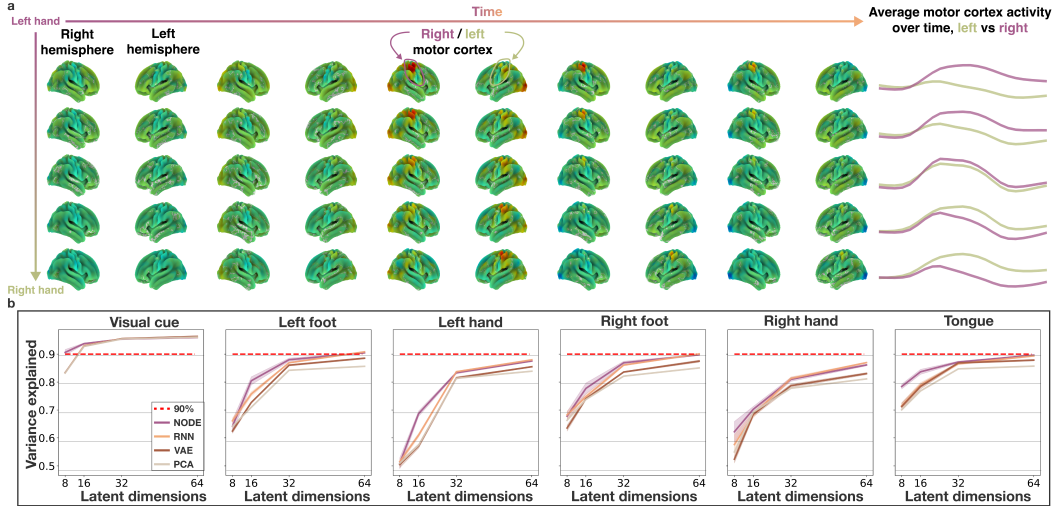 a
Time
Left hand
Average motor cortex activity
over time, left vs right
Right
hemisphere
Left
hemisphere
Right / left
motor cortex
Right hand
b
Visual cue
Left foot
Left hand
Right foot
Right hand
Tongue
Variance explained
0.9
0.8
0.7
0.6
0.5
90%
NODE
RNN
VAE
PCA
8 16 32 64
8 16 32 64
8 16 32 64
8 16 32 64
8 16 32 64
8 16 32 64
Latent dimensions
Latent dimensions
Latent dimensions
Latent dimensions
Latent dimensions
Latent dimensions